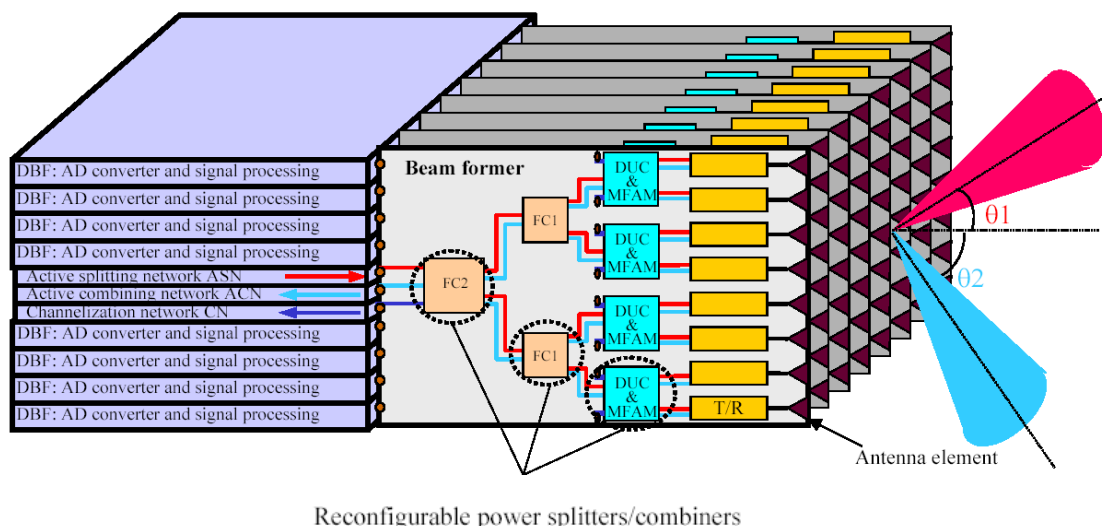 DBF: AD converter and signal processing
DBF: AD converter and signal processing
DBF: AD converter and signal processing
DBF: AD converter and signal processing
Active splitting network ASN
Active combining network ACN
Channelization network CN
DBF: AD converter and signal processing
DBF: AD converter and signal processing
DBF: AD converter and signal processing
DBF: AD converter and signal processing
Beam former
FC2
FC1
FC1
DUC
&
MFAM
DUC
&
MFAM
DUC
&
MFAM
DUC
&
MFAM
T/R
θ1
θ2
Antenna element
Reconfigurable power splitters/combiners